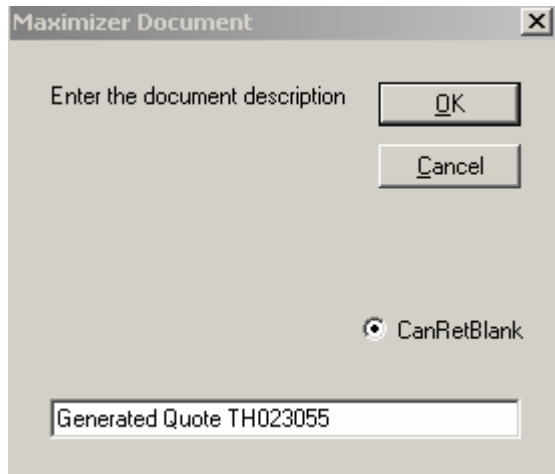 Maximizer Document
Enter the document description
OK
Cancel
CanRetBlank
Generated Quote TH023055